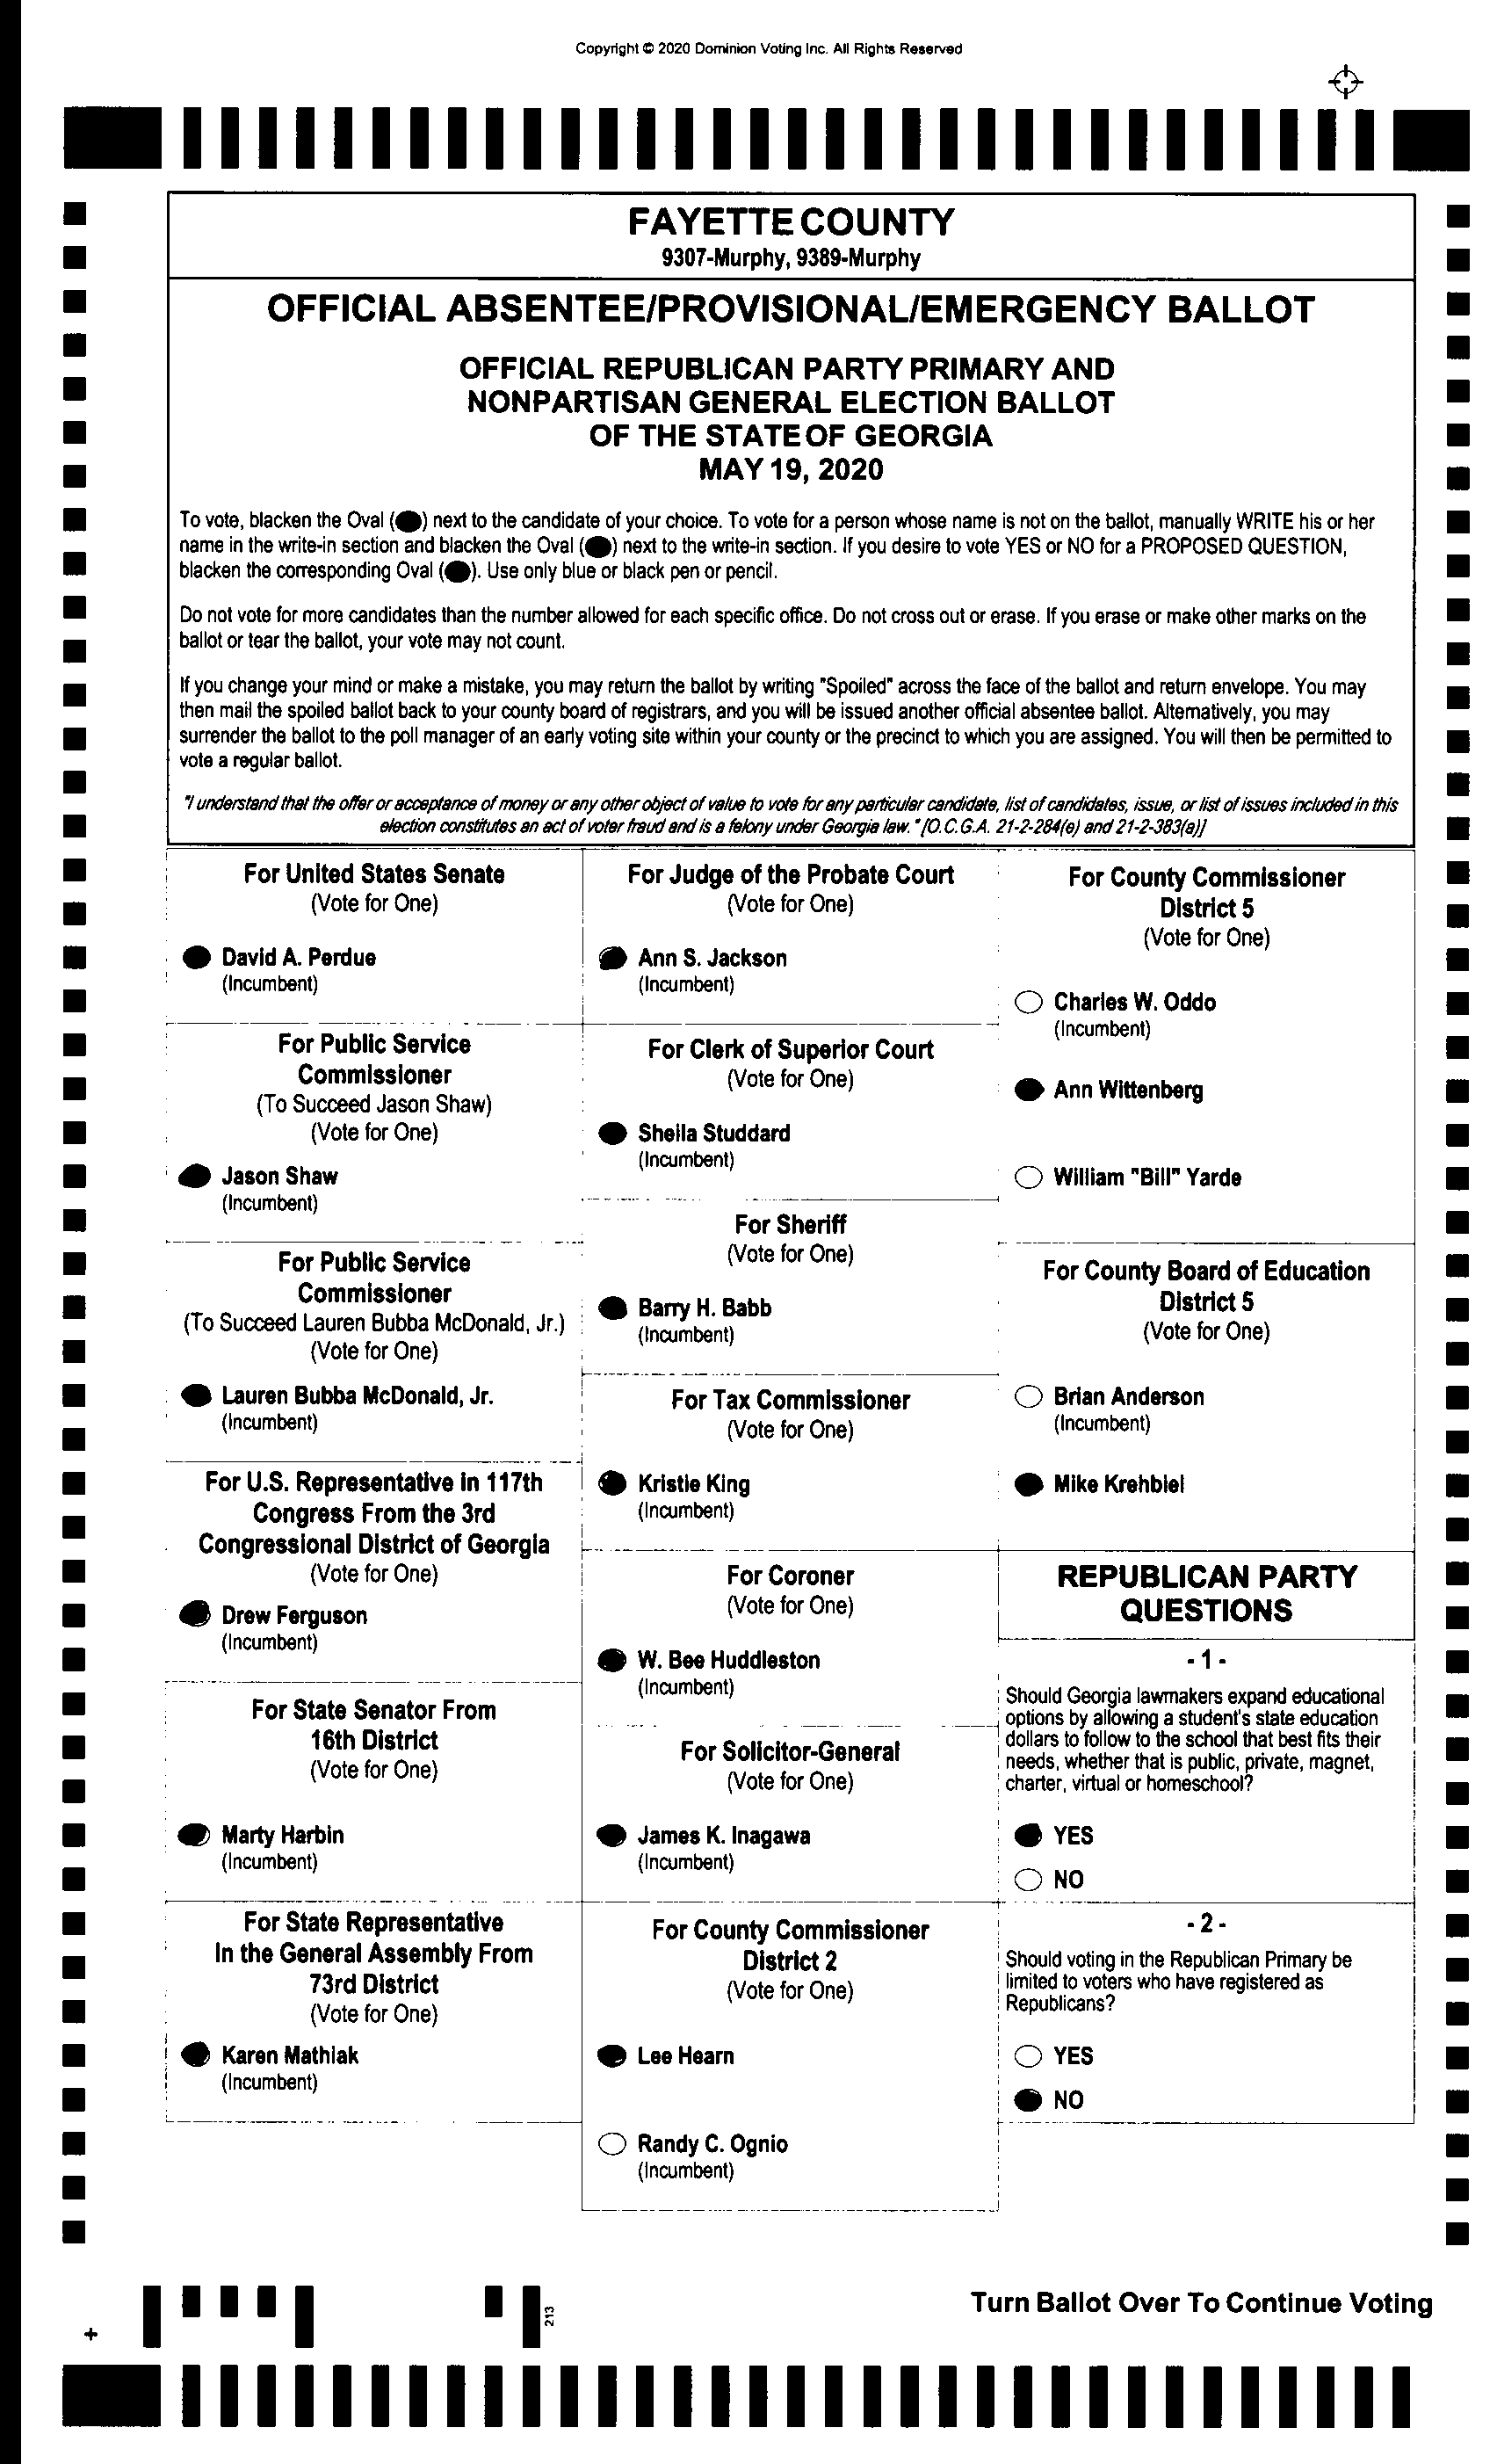 Copyright © 2020 Dominion Voting Inc. All Rights Reserved
FAYETTE COUNTY
9307-Murphy, 9389-Murphy
OFFICIAL ABSENTEE/PROVISIONAL/EMERGENCY BALLOT
OFFICIAL REPUBLICAN PARTY PRIMARY AND
NONPARTISAN GENERAL ELECTION BALLOT
OF THE STATE OF GEORGIA
MAY 19, 2020
To vote, blacken the Oval (●) next to the candidate of your choice. To vote for a person whose name is not on the ballot, manually WRITE his or her
name in the write-in section and blacken the Oval (●) next to the write-in section. If you desire to vote YES or NO for a PROPOSED QUESTION,
blacken the corresponding Oval (●). Use only blue or black pen or pencil.
Do not vote for more candidates than the number allowed for each specific office. Do not cross out or erase. If you erase or make other marks on the
ballot or tear the ballot, your vote may not count.
If you change your mind or make a mistake, you may return the ballot by writing "Spoiled" across the face of the ballot and return envelope. You may
then mail the spoiled ballot back to your county board of registrars, and you will be issued another official absentee ballot. Alternatively, you may
surrender the ballot to the poll manager of an early voting site within your county or the precinct to which you are assigned. You will then be permitted to
vote a regular ballot.
"I understand that the offer or acceptance of money or any other object of value to vote for any particular candidate, list of candidates, issue, or list of issues included in this
election constitutes an act of voter fraud and is a felony under Georgia law." [O.C.G.A. 21-2-284(e) and 21-2-383(a)]
For United States Senate
(Vote for One)
David A. Perdue
(Incumbent)
For Public Service
Commissioner
(To Succeed Jason Shaw)
(Vote for One)
Jason Shaw
(Incumbent)
For Public Service
Commissioner
(To Succeed Lauren Bubba McDonald, Jr.)
(Vote for One)
Lauren Bubba McDonald, Jr.
(Incumbent)
For U.S. Representative in 117th
Congress From the 3rd
Congressional District of Georgia
(Vote for One)
Drew Ferguson
(Incumbent)
For State Senator From
16th District
(Vote for One)
Marty Harbin
(Incumbent)
For State Representative
In the General Assembly From
73rd District
(Vote for One)
Karen Mathiak
(Incumbent)
For Judge of the Probate Court
(Vote for One)
Ann S. Jackson
(Incumbent)
For Clerk of Superior Court
(Vote for One)
Sheila Studdard
(Incumbent)
For Sheriff
(Vote for One)
Barry H. Babb
(Incumbent)
For Tax Commissioner
(Vote for One)
Kristie King
(Incumbent)
For Coroner
(Vote for One)
W. Bee Huddleston
(Incumbent)
For Solicitor-General
(Vote for One)
James K. Inagawa
(Incumbent)
For County Commissioner
District 2
(Vote for One)
Lee Hearn
Randy C. Ognio
(Incumbent)
For County Commissioner
District 5
(Vote for One)
Charles W. Oddo
(Incumbent)
Ann Wittenberg
William "Bill" Yarde
For County Board of Education
District 5
(Vote for One)
Brian Anderson
(Incumbent)
Mike Krehbiel
REPUBLICAN PARTY
QUESTIONS
- 1 -
Should Georgia lawmakers expand educational
options by allowing a student's state education
dollars to follow to the school that best fits their
needs, whether that is public, private, magnet,
charter, virtual or homeschool?
YES
NO
- 2 -
Should voting in the Republican Primary be
limited to voters who have registered as
Republicans?
YES
NO
213
Turn Ballot Over To Continue Voting